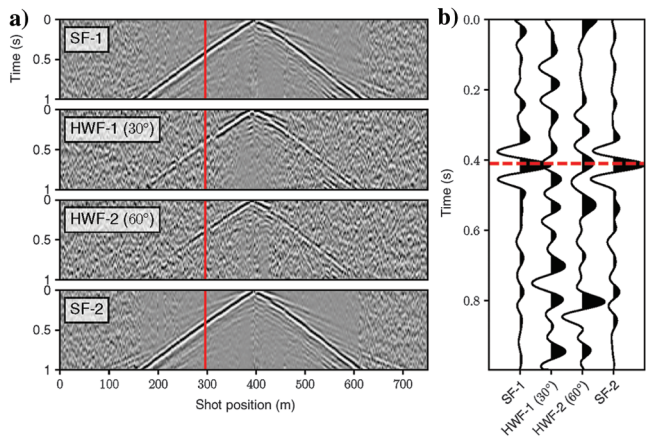 a)
0
SF-1
Time (s)
0.5
1
0
HWF-1 (30°)
0.5
1
0
HWF-2 (60°)
0.5
1
0
SF-2
0.5
1
0 100 200 300 400 500 600 700
Shot position (m)
b)
0.0
0.2
0.4
Time (s)
0.6
0.8
SF-1
HWF-1 (30°)
HWF-2 (60°)
SF-2